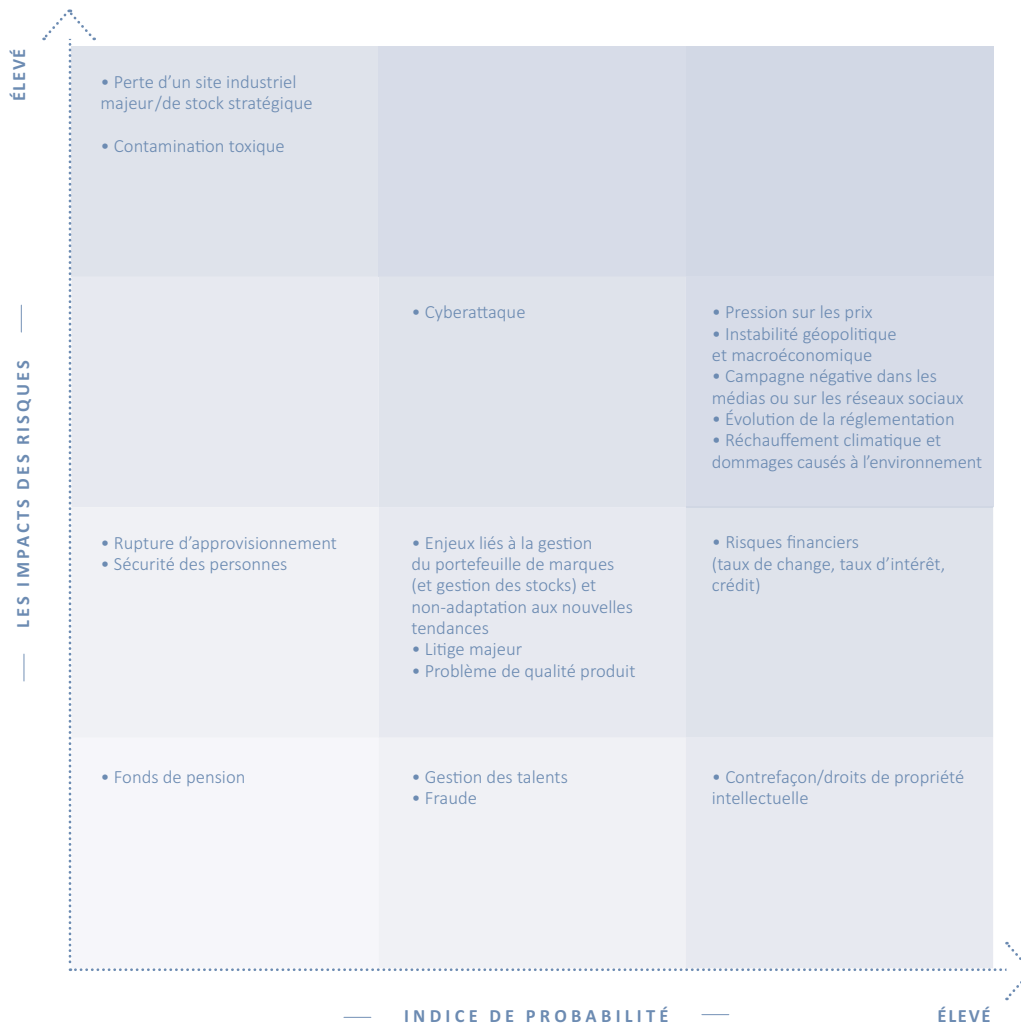 ÉLEVÉ
LES IMPACTS DES RISQUES
• Perte d’un site industriel
majeur/de stock stratégique
• Contamination toxique
• Cyberattaque
• Pression sur les prix
• Instabilité géopolitique
et macroéconomique
• Campagne négative dans les
médias ou sur les réseaux sociaux
• Évolution de la réglementation
• Réchauffement climatique et
dommages causés à l’environnement
• Rupture d’approvisionnement
• Sécurité des personnes
• Enjeux liés à la gestion
du portefeuille de marques
(et gestion des stocks) et
non-adaptation aux nouvelles
tendances
• Litige majeur
• Problème de qualité produit
• Risques financiers
(taux de change, taux d’intérêt,
crédit)
• Fonds de pension
• Gestion des talents
• Fraude
• Contrefaçon/droits de propriété
intellectuelle
INDICE DE PROBABILITÉ
ÉLEVÉ